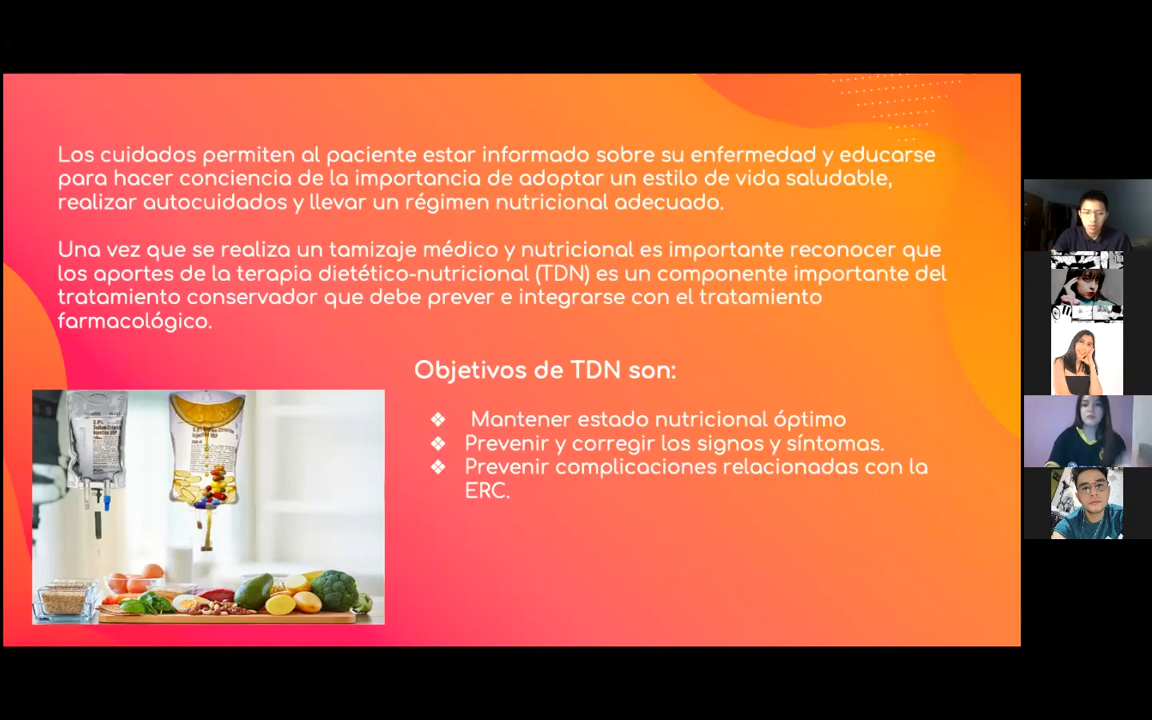 Los cuidados permiten al paciente estar informado sobre su enfermedad y educarse
para hacer conciencia de la importancia de adoptar un estilo de vida saludable,
realizar autocuidados y llevar un régimen nutricional adecuado.
Una vez que se realiza un tamizaje médico y nutricional es importante reconocer que
los aportes de la terapia dietético-nutricional (TDN) es un componente importante del
tratamiento conservador que debe prever e integrarse con el tratamiento
farmacológico.
Objetivos de TDN son:
❖ Mantener estado nutricional óptimo
❖ Prevenir y corregir los signos y síntomas.
❖ Prevenir complicaciones relacionadas con la
ERC.